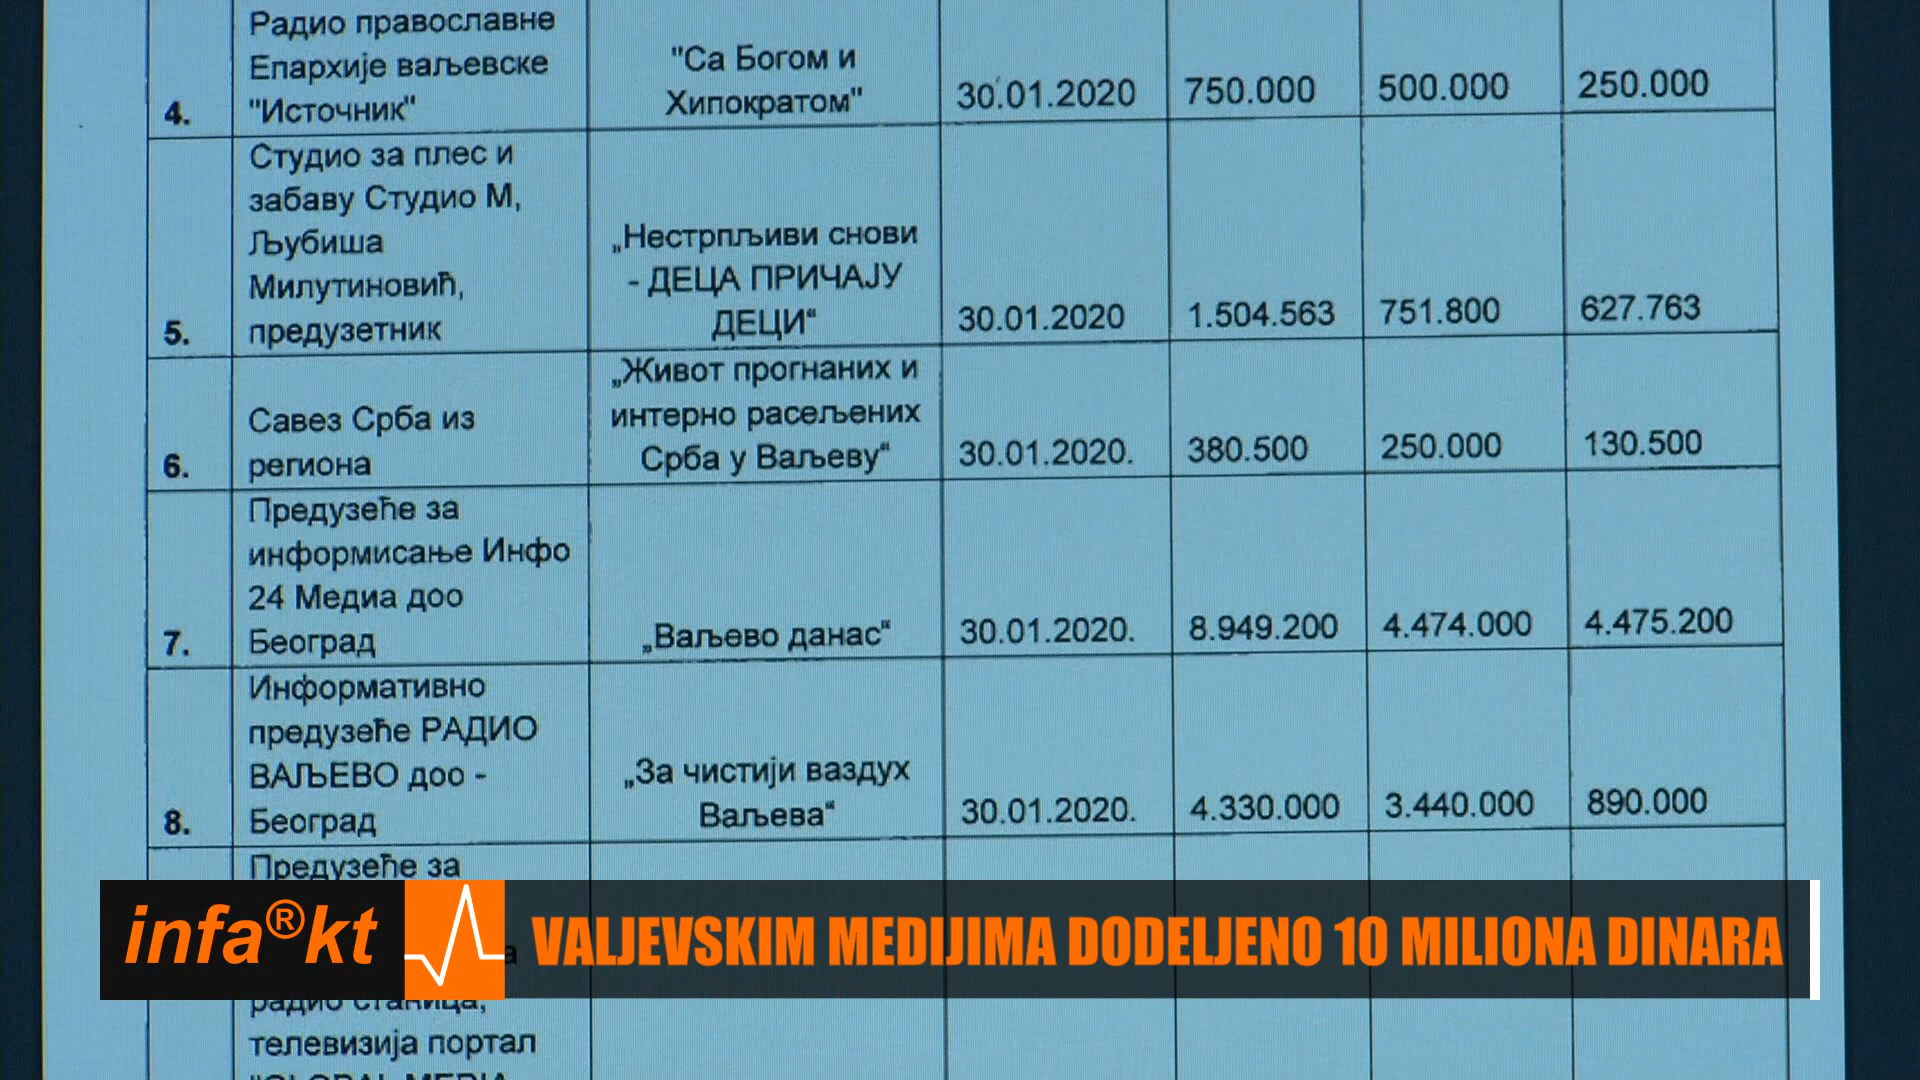 Радио православне
Епархије ваљевске
"Источник"
4.
"Са Богом и
Хипократом"
30.01.2020
750.000
500.000
250.000
Студио за плес и
забаву Студио М,
Љубиша
Милутиновић,
предузетник
5.
„Нестрпљиви снови
- ДЕЦА ПРИЧАЈУ
ДЕЦИ“
30.01.2020
1.504.563
751.800
627.763
Савез Срба из
региона
6.
„Живот прогнаних и
интерно расељених
Срба у Ваљеву“
30.01.2020.
380.500
250.000
130.500
Предузеће за
информисање Инфо
24 Медиа доо
Београд
7.
„Ваљево данас“
30.01.2020.
8.949.200
4.474.000
4.475.200
Информативно
предузеће РАДИО
ВАЉЕВО доо -
Београд
8.
„За чистији ваздух
Ваљева“
30.01.2020.
4.330.000
3.440.000
890.000
Предузеће за
infa®kt
VALJEVSKIM MEDIJIMA DODELJENO 10 MILIONA DINARA
радио станица,
телевизија портал
"GLOBAL MEDIA